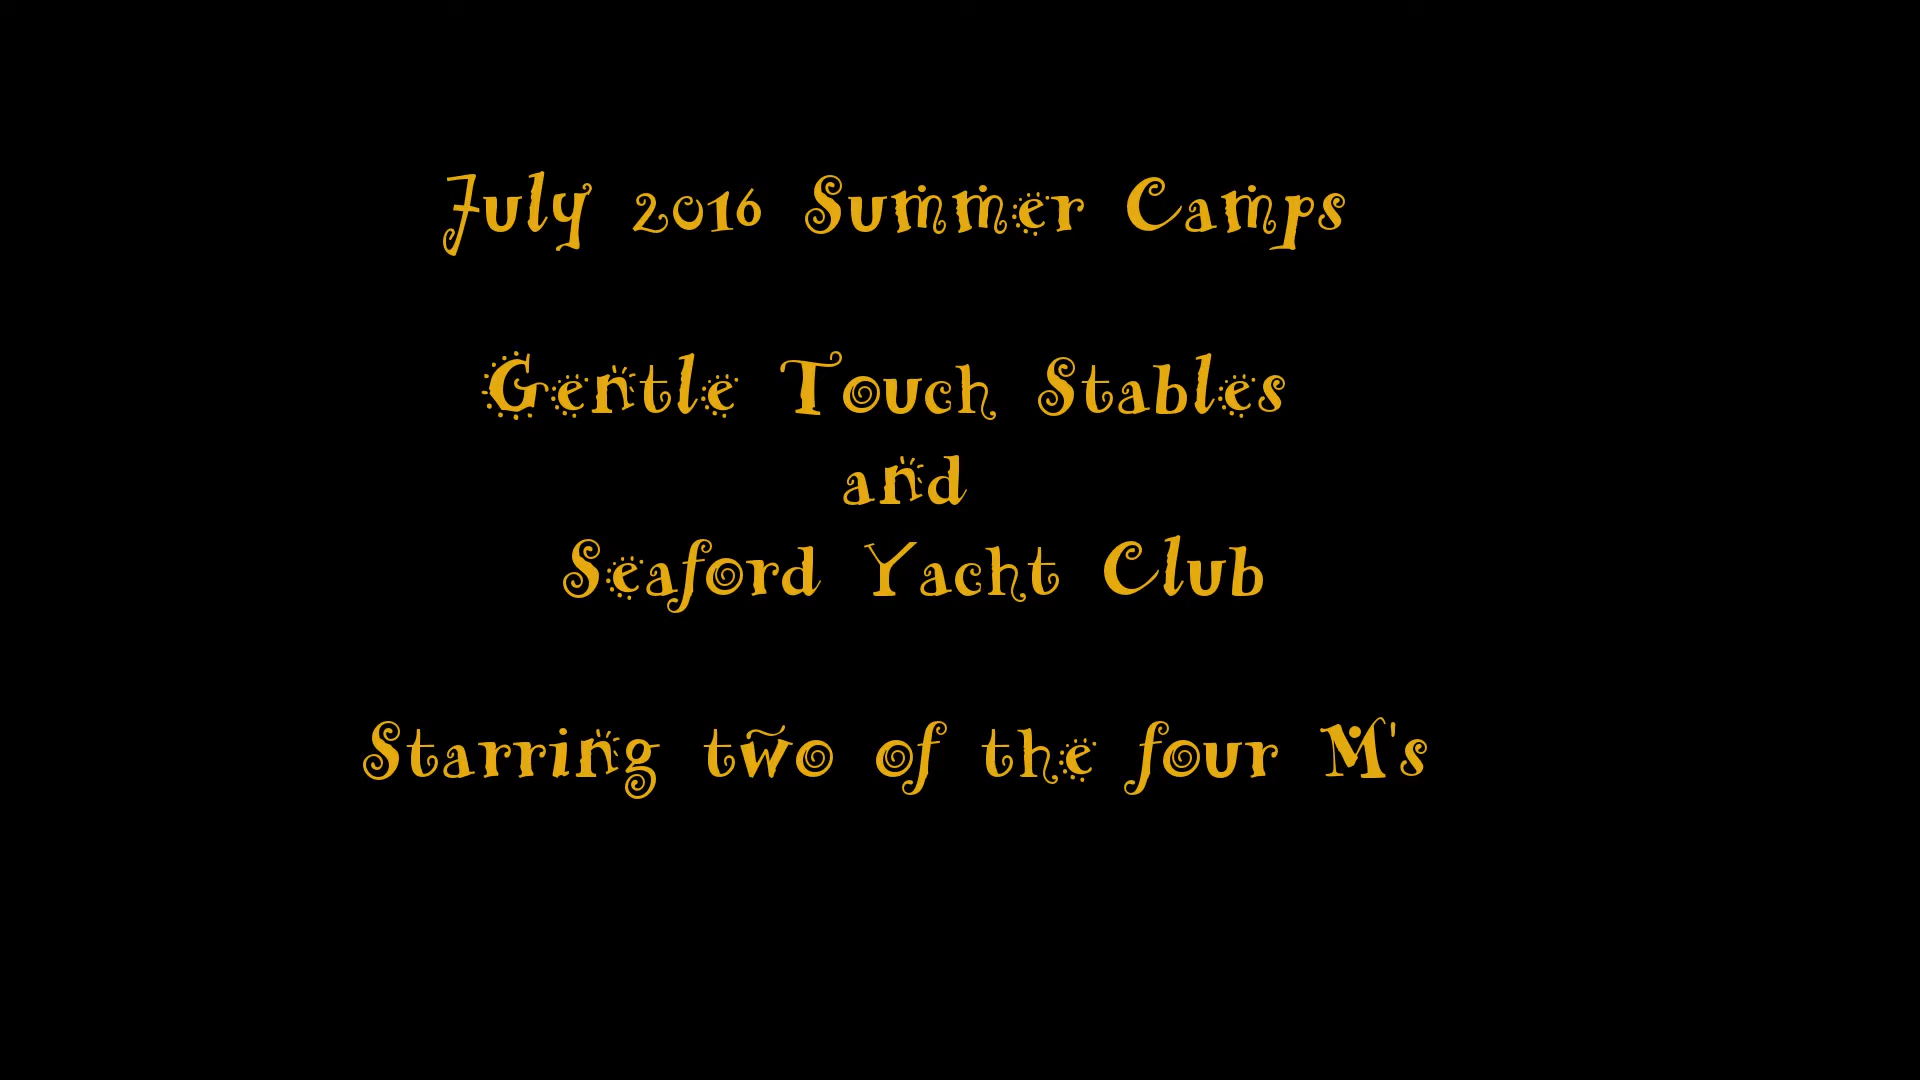 July 2016 Summer Camps
Gentle Touch Stables
and
Seaford Yacht Club
Starring two of the four M's